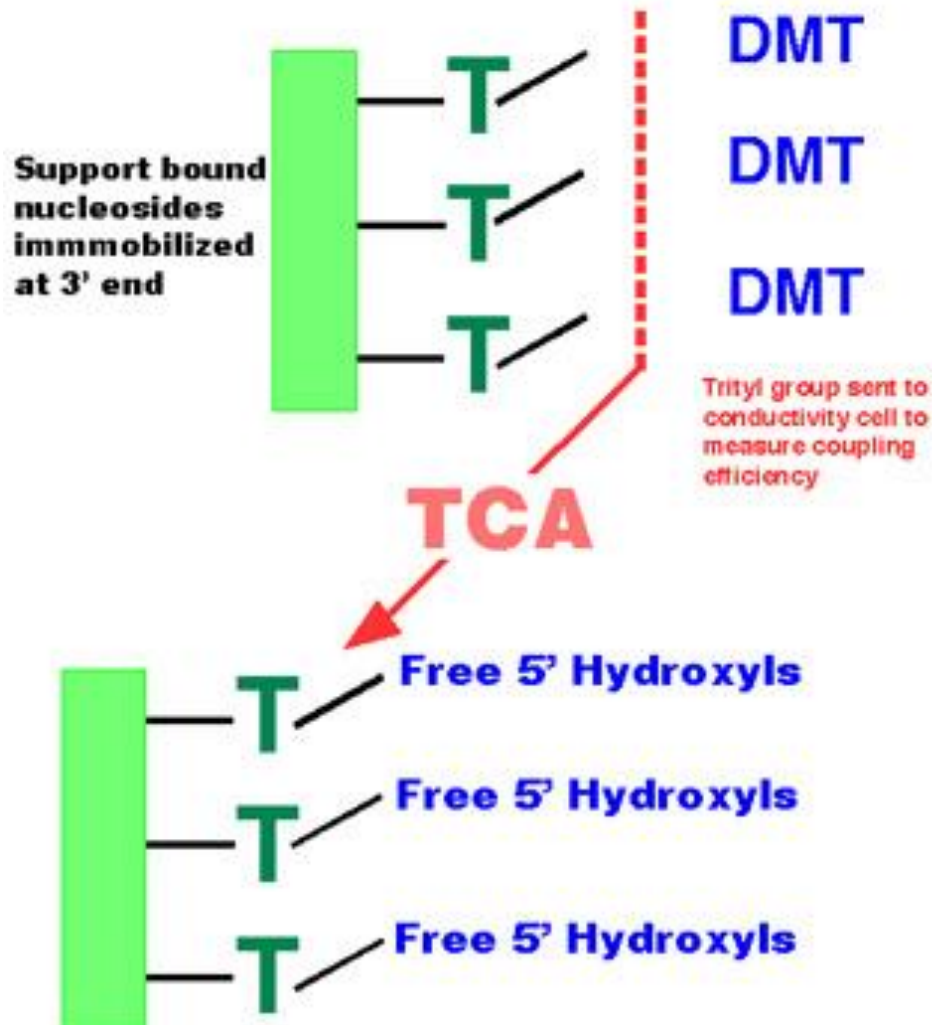 DMT
T
Support bound
nucleosides
immmobilized
at 3' end
DMT
T
DMT
T
Trityl group sent to
conductivity cell to
measure coupling
efficiency
TCA
T
Free 5' Hydroxyls
T
Free 5' Hydroxyls
T
Free 5' Hydroxyls